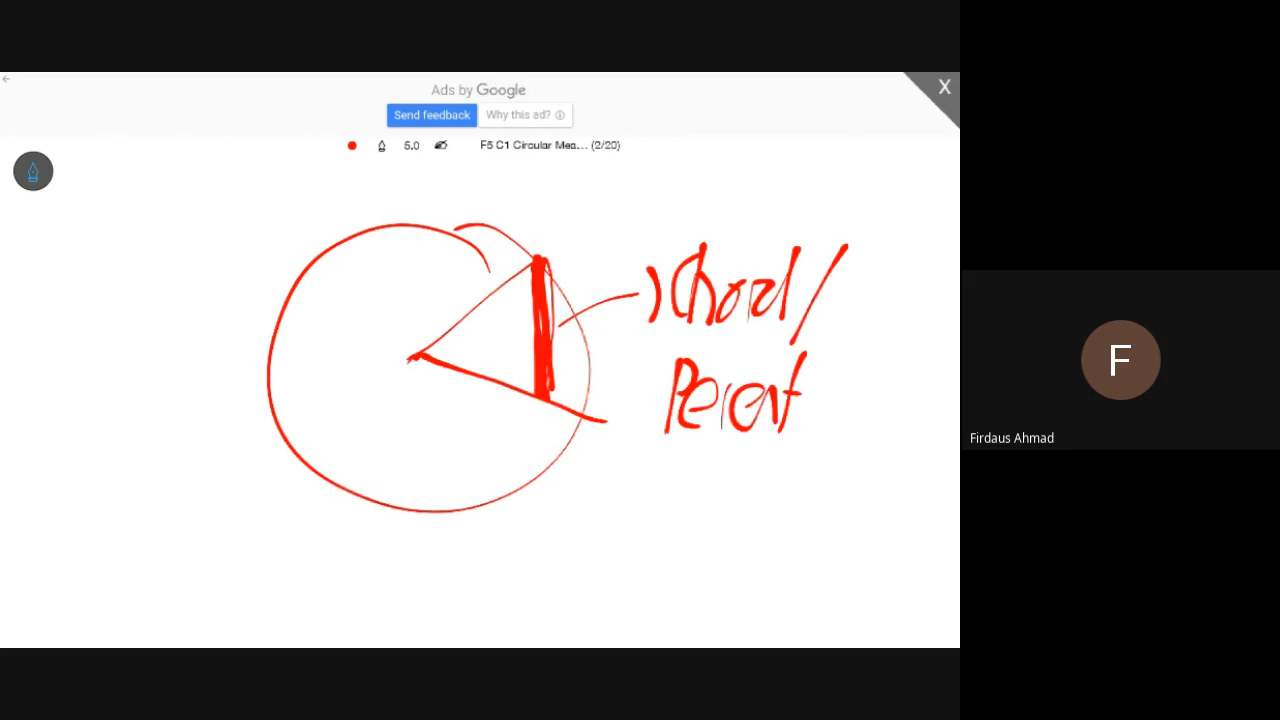 Ads by Google
Send feedback
Why this ad?
X
5.0
F5 C1 Circular Mea... (2/20)
Chord /
Perent
F
Firdaus Ahmad